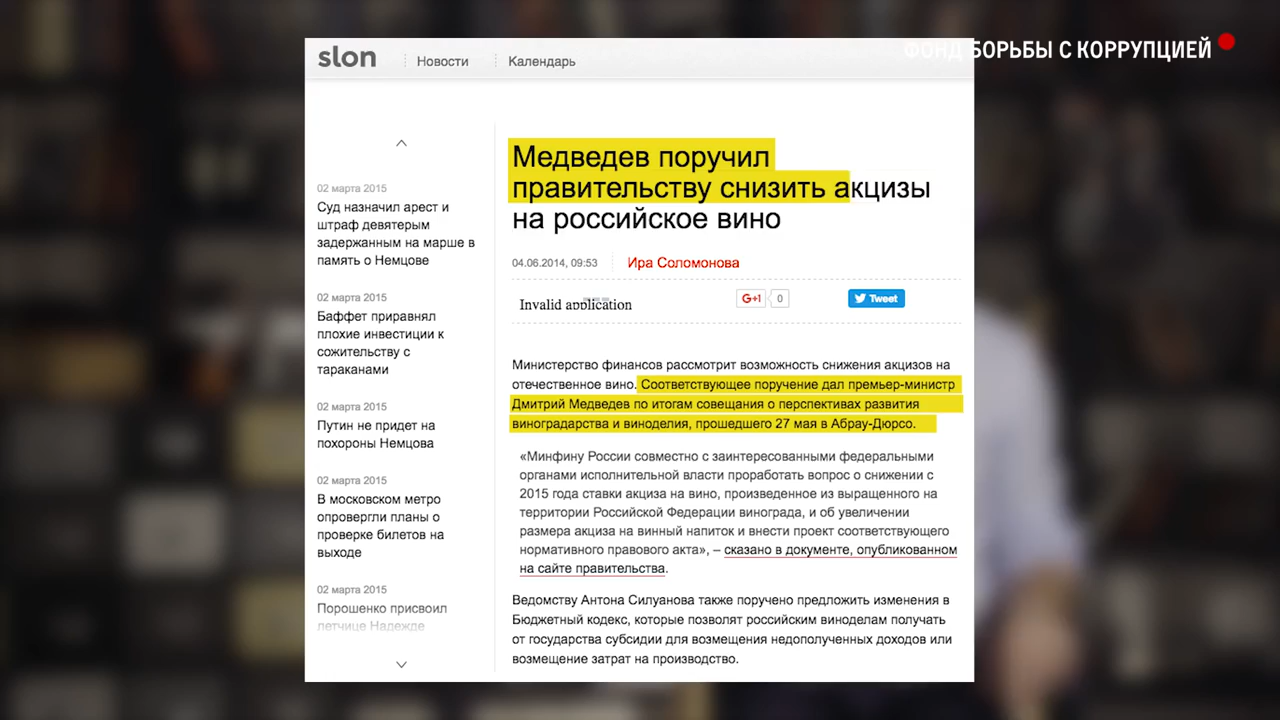 slon
Новости
Календарь
ФОНД БОРЬБЫ С КОРРУПЦИЕЙ
02 марта 2015
Суд назначил арест и
штраф девятерым
задержанным на марше в
память о Немцове
02 марта 2015
Баффет приравнял
плохие инвестиции к
сожительству с
тараканами
02 марта 2015
Путин не придет на
похороны Немцова
02 марта 2015
В московском метро
опровергли планы о
проверке билетов на
выходе
02 марта 2015
Порошенко присвоил
летчице Надежде
Медведев поручил
правительству снизить акцизы
на российское вино
04.06.2014, 09:53
Ира Соломонова
Invalid application
G+1
0
Tweet
Министерство финансов рассмотрит возможность снижения акцизов на
отечественное вино. Соответствующее поручение дал премьер-министр
Дмитрий Медведев по итогам совещания о перспективах развития
виноградарства и виноделия, прошедшего 27 мая в Абрау-Дюрсо.
«Минфину России совместно с заинтересованными федеральными
органами исполнительной власти проработать вопрос о снижении с
2015 года ставки акциза на вино, произведенное из выращенного на
территории Российской Федерации винограда, и об увеличении
размера акциза на винный напиток и внести проект соответствующего
нормативного правового акта», – сказано в документе, опубликованном
на сайте правительства.
Ведомству Антона Силуанова также поручено предложить изменения в
Бюджетный кодекс, которые позволят российским виноделам получать
от государства субсидии для возмещения недополученных доходов или
возмещение затрат на производство.